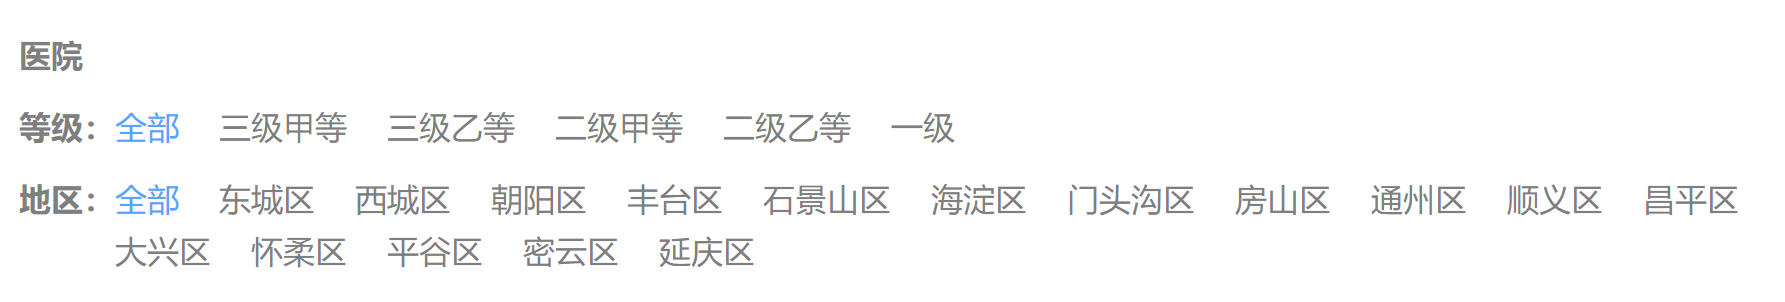 医院
等级：全部 三级甲等 三级乙等 二级甲等 二级乙等 一级
地区：全部 东城区 西城区 朝阳区 丰台区 石景山区 海淀区 门头沟区 房山区 通州区 顺义区 昌平区
大兴区 怀柔区 平谷区 密云区 延庆区